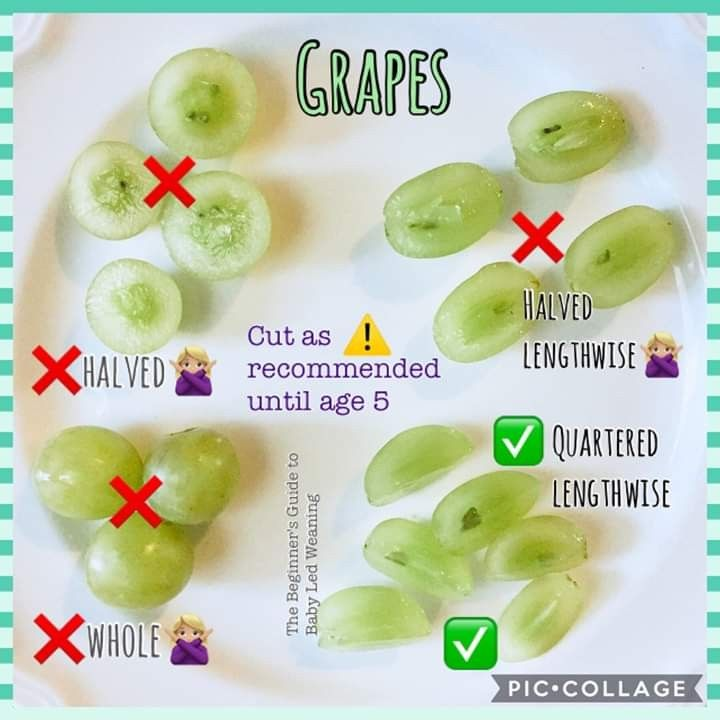 GRAPES
HALVED
LENGTHWISE
Cut as
recommended
until age 5
HALVED
QUARTERED
LENGTHWISE
The Beginner's Guide to
Baby Led Weaning
WHOLE
PIC•COLLAGE